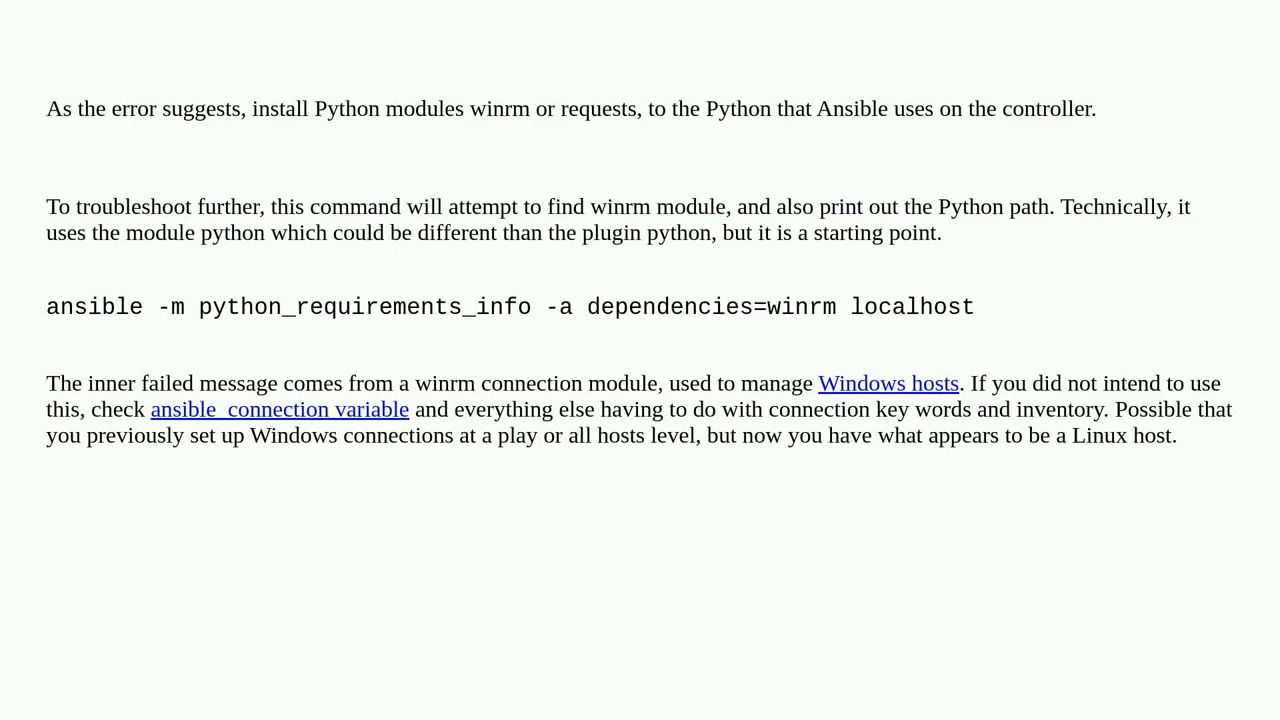 As the error suggests, install Python modules winrm or requests, to the Python that Ansible uses on the controller.
To troubleshoot further, this command will attempt to find winrm module, and also print out the Python path. Technically, it
uses the module python which could be different than the plugin python, but it is a starting point.
ansible -m python_requirements_info -a dependencies=winrm localhost
The inner failed message comes from a winrm connection module, used to manage Windows hosts. If you did not intend to use
this, check ansible_connection variable and everything else having to do with connection key words and inventory. Possible that
you previously set up Windows connections at a play or all hosts level, but now you have what appears to be a Linux host.